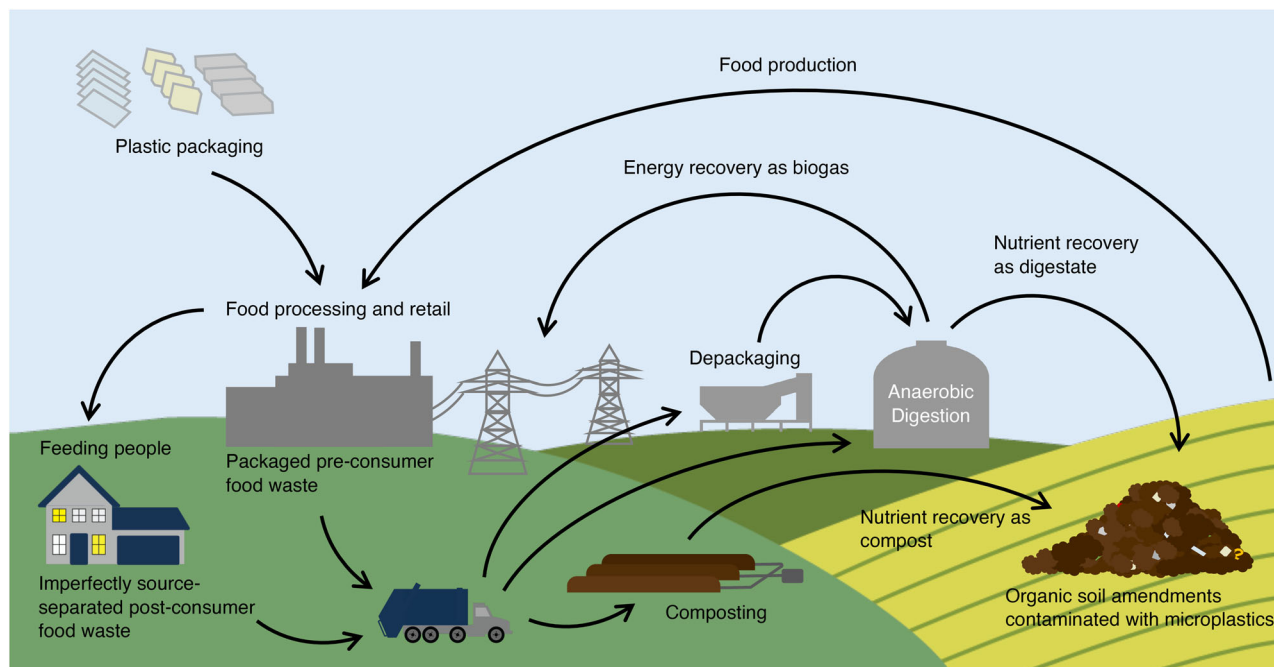 Food production
Plastic packaging
Energy recovery as biogas
Nutrient recovery
as digestate
Food processing and retail
Depackaging
Anaerobic
Digestion
Feeding people
Packaged pre-consumer
food waste
Nutrient recovery as
compost
?
Imperfectly source-
separated post-consumer
food waste
Composting
Organic soil amendments
contaminated with microplastics